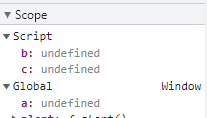 Scope
Script
b: undefined
c: undefined
Global Window
a: undefined